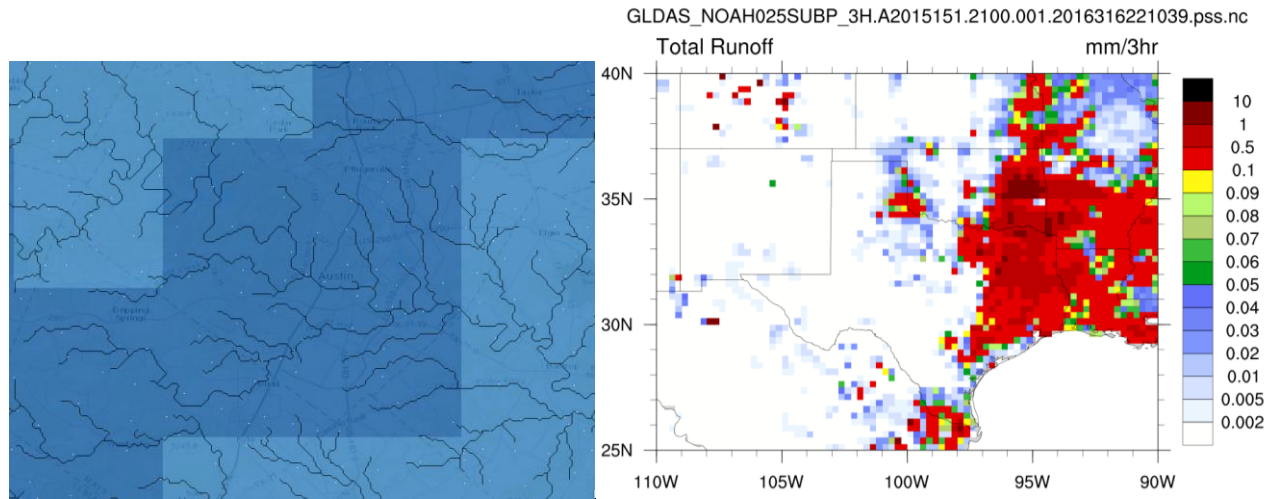 GLDAS_NOAH025SUBP_3H.A2015151.2100.001.2016316221039.pss.nc
Total Runoff mm/3hr
40N
35N
30N
25N
110W 105W 100W 95W 90W
10
1
0.5
0.1
0.09
0.08
0.07
0.06
0.05
0.04
0.03
0.02
0.01
0.005
0.002
Austin
Elgin
Dripping
Springs